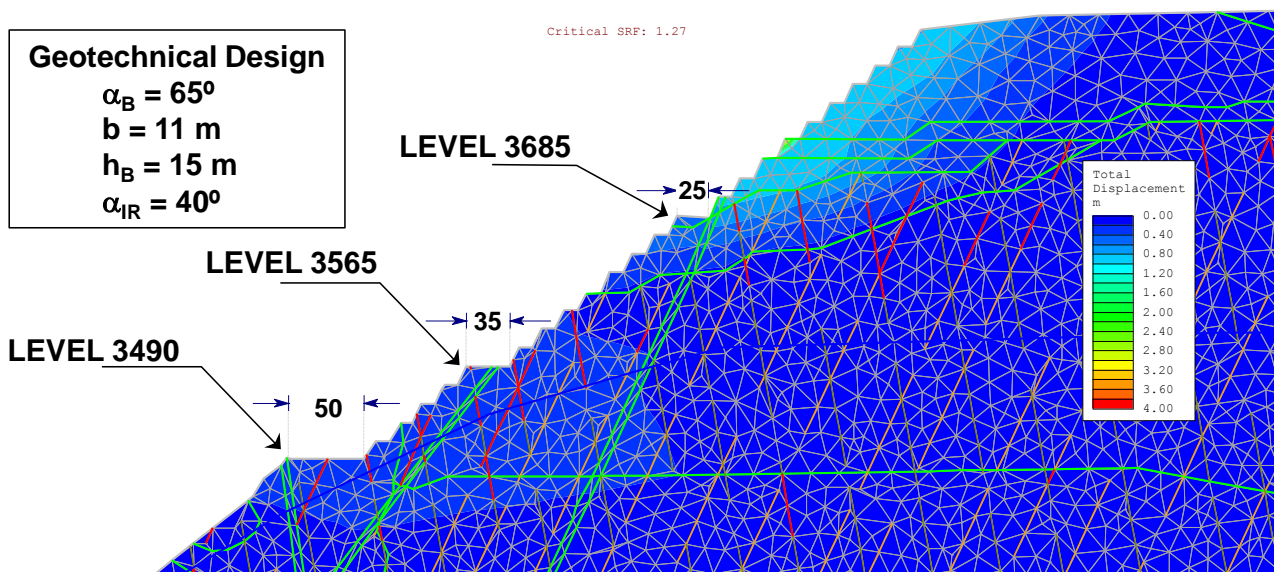 Critical SRF: 1.27
Geotechnical Design
αB = 65º
b = 11 m
hB = 15 m
αIR = 40º
LEVEL 3685
25
LEVEL 3565
35
LEVEL 3490
50
Total
Displacement
m
0.00
0.40
0.80
1.20
1.60
2.00
2.40
2.80
3.20
3.60
4.00